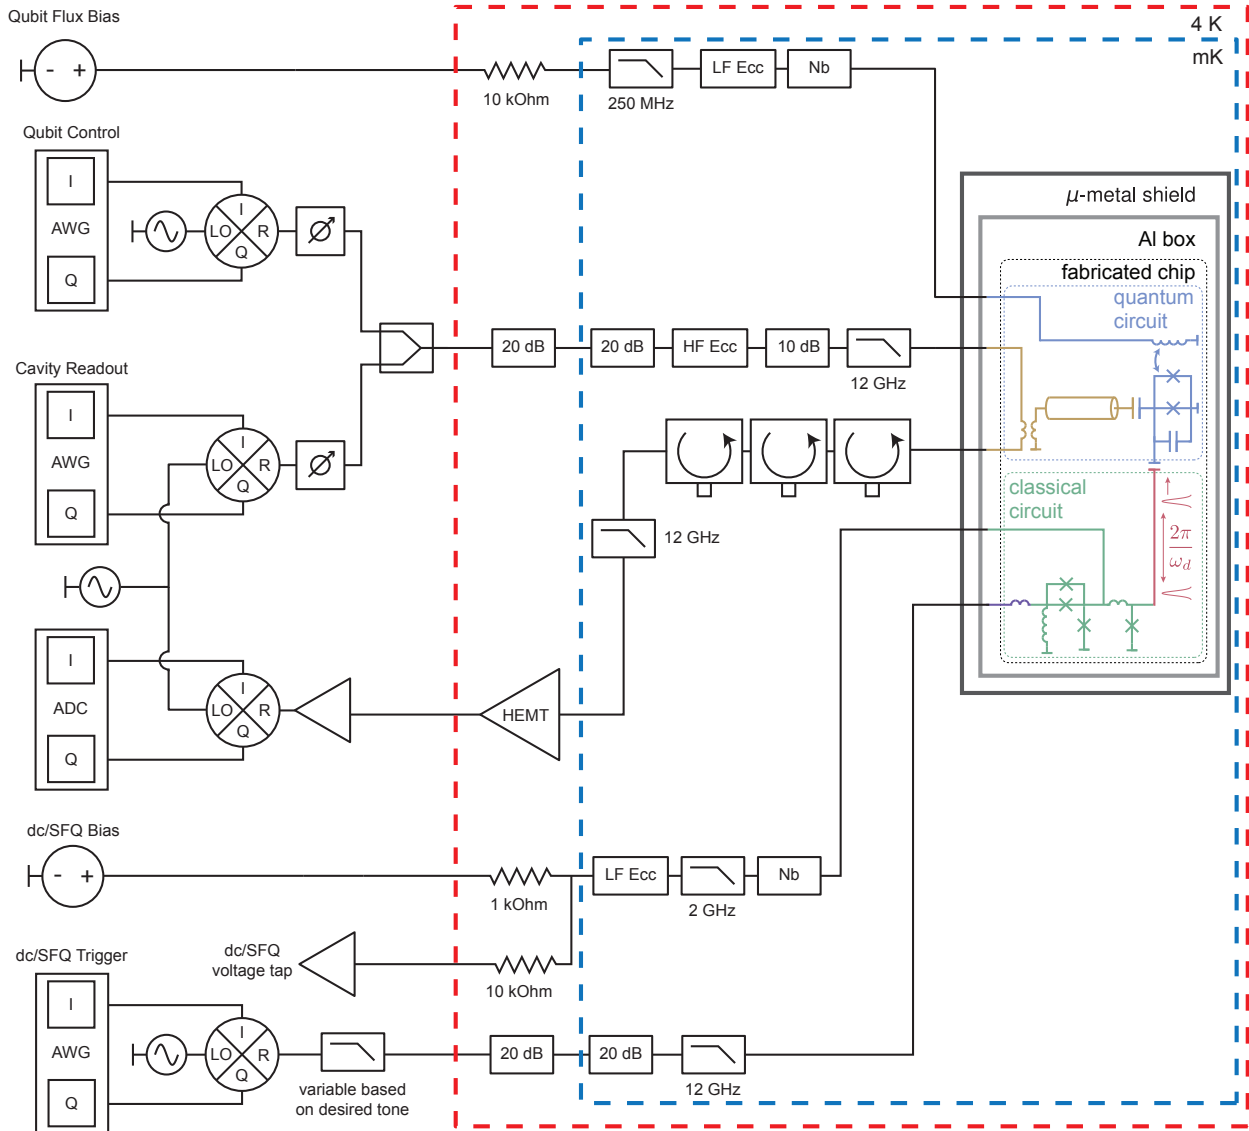 Qubit Flux Bias
- +
10 kOhm
250 MHz
LF Ecc
Nb
4 K
mK
Qubit Control
I
AWG
Q
I
LO R
Q
20 dB
20 dB
HF Ecc
10 dB
12 GHz
Cavity Readout
I
AWG
Q
I
LO R
Q
12 GHz
I
ADC
Q
I
LO R
Q
HEMT
μ-metal shield
Al box
fabricated chip
quantum
circuit
classical
circuit
2π
ω_d
dc/SFQ Bias
- +
1 kOhm
LF Ecc
2 GHz
Nb
dc/SFQ
voltage tap
10 kOhm
dc/SFQ Trigger
I
AWG
Q
I
LO R
Q
variable based
on desired tone
20 dB
20 dB
12 GHz